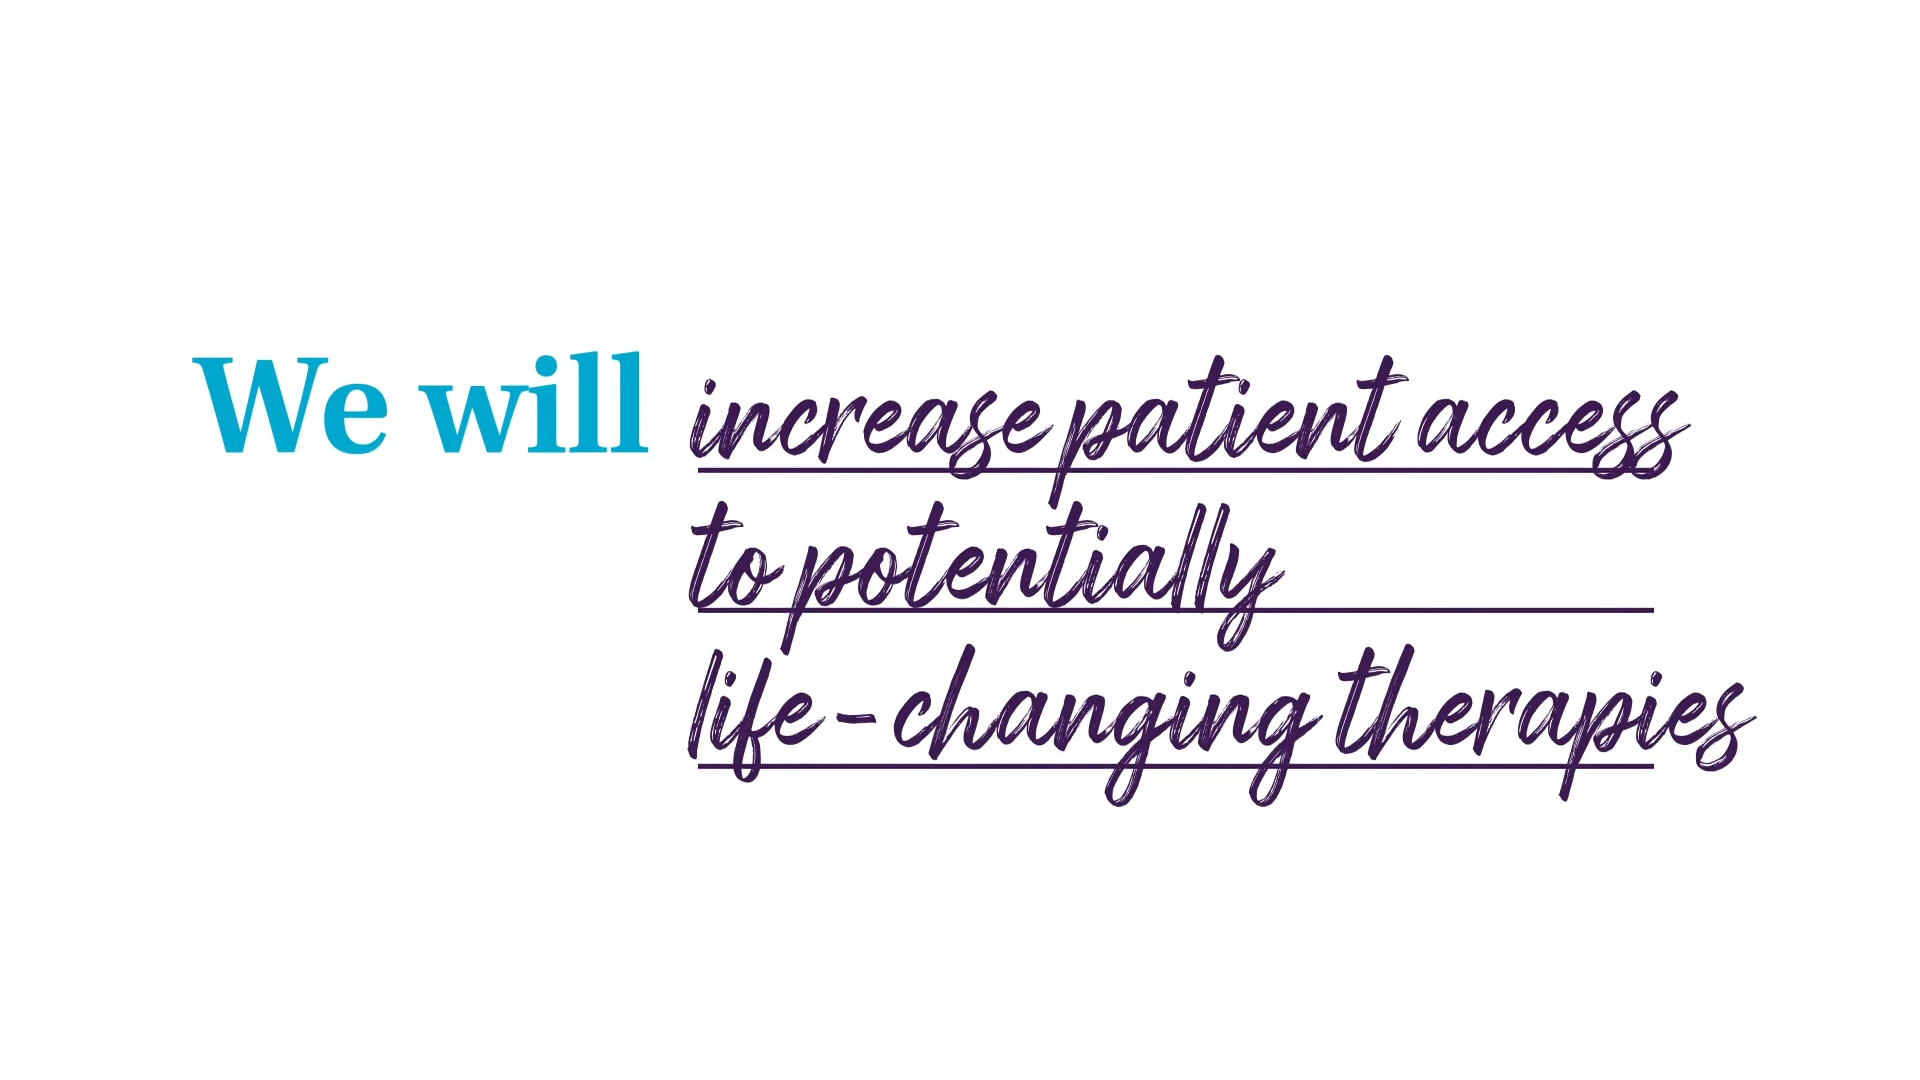 We will increase patient access
to potentially
life-changing therapies